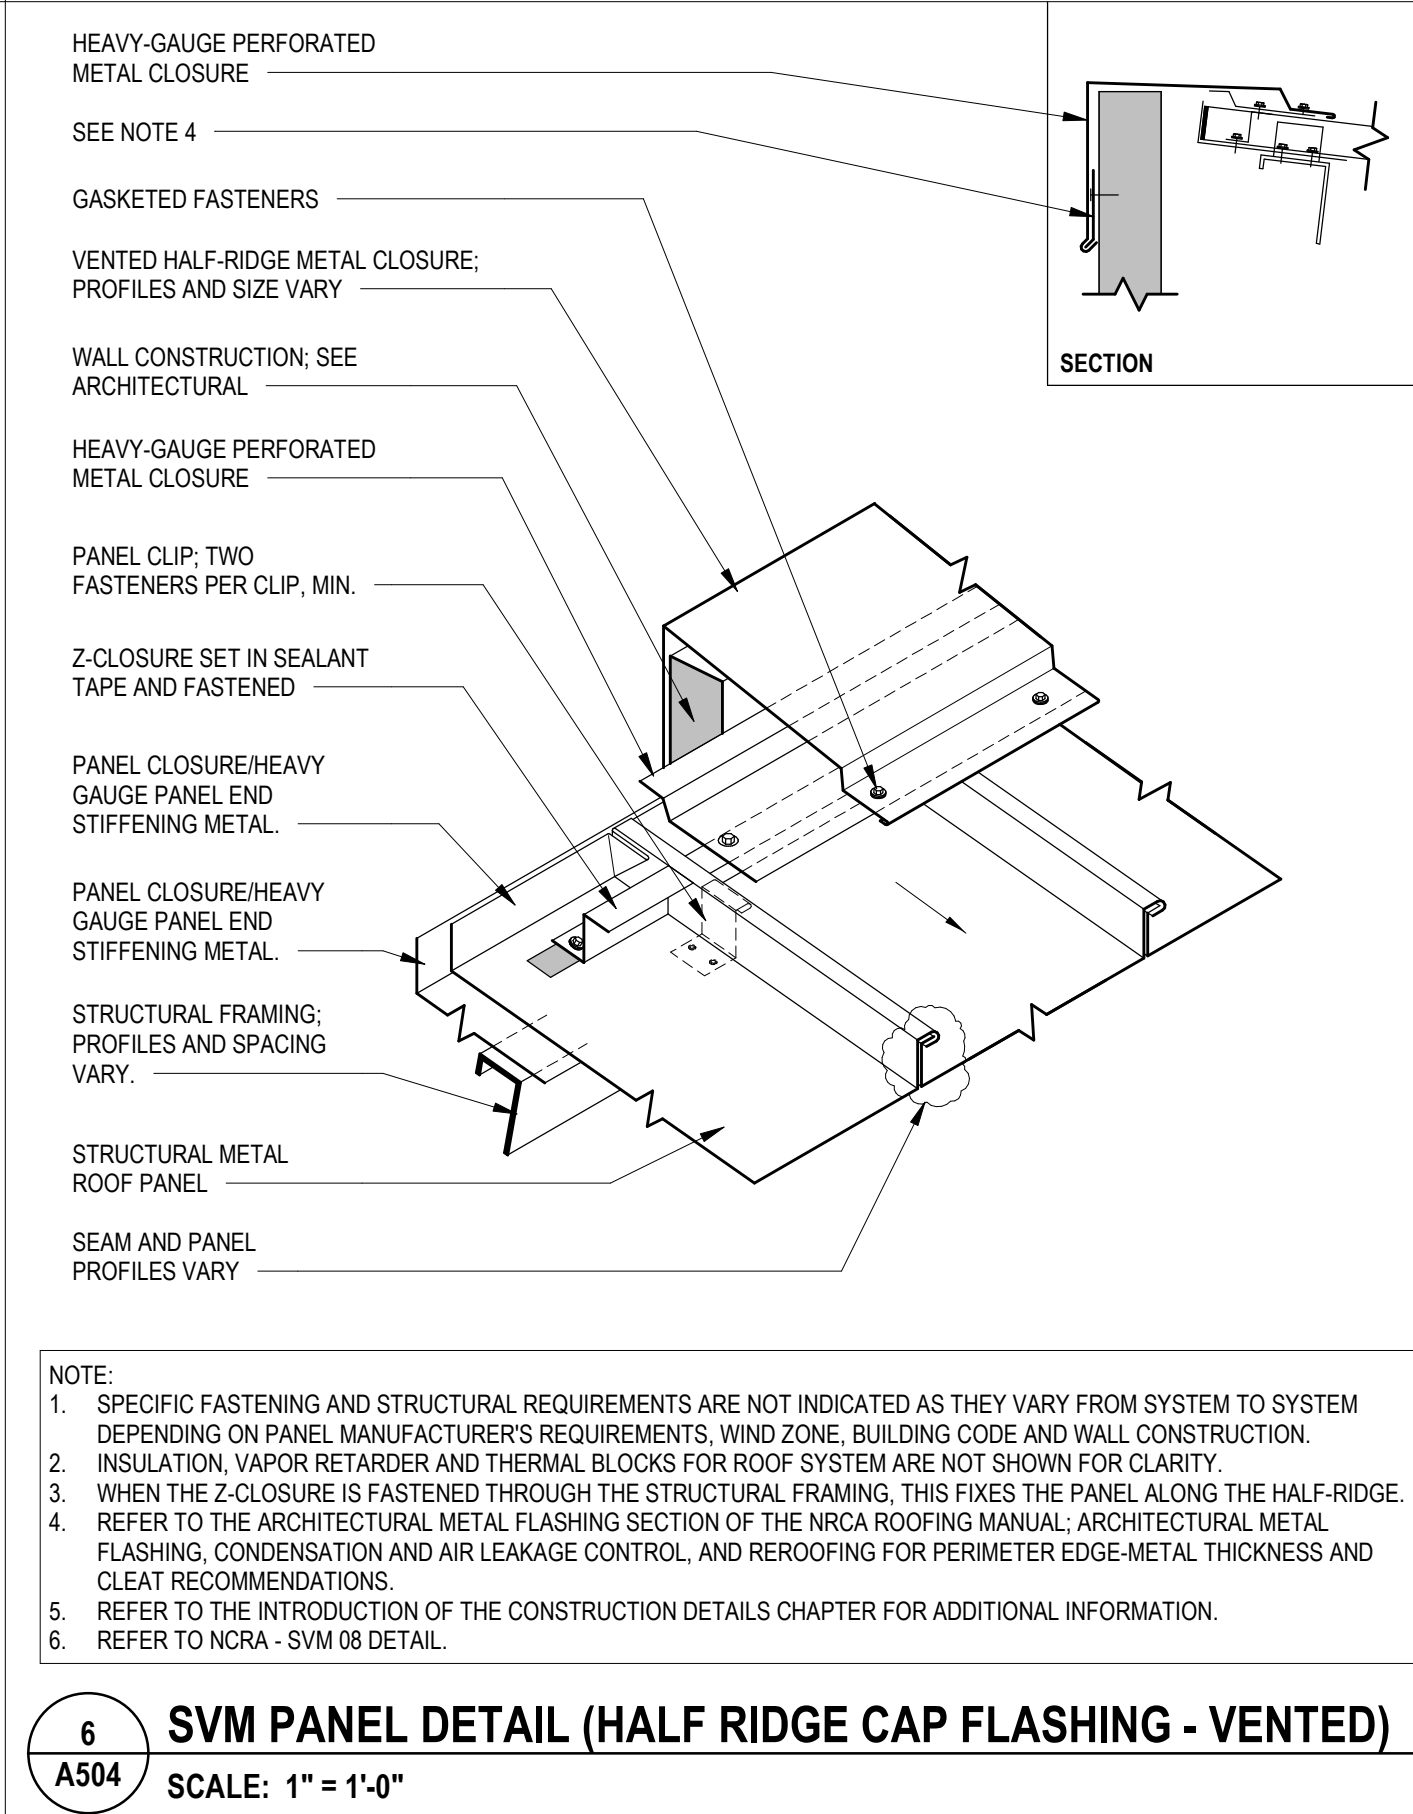 HEAVY-GAUGE PERFORATED
METAL CLOSURE
SEE NOTE 4
GASKETED FASTENERS
VENTED HALF-RIDGE METAL CLOSURE;
PROFILES AND SIZE VARY
WALL CONSTRUCTION; SEE
ARCHITECTURAL
HEAVY-GAUGE PERFORATED
METAL CLOSURE
PANEL CLIP; TWO
FASTENERS PER CLIP, MIN.
Z-CLOSURE SET IN SEALANT
TAPE AND FASTENED
PANEL CLOSURE/HEAVY
GAUGE PANEL END
STIFFENING METAL.
PANEL CLOSURE/HEAVY
GAUGE PANEL END
STIFFENING METAL.
STRUCTURAL FRAMING;
PROFILES AND SPACING
VARY.
STRUCTURAL METAL
ROOF PANEL
SEAM AND PANEL
PROFILES VARY
SECTION
NOTE:
1. SPECIFIC FASTENING AND STRUCTURAL REQUIREMENTS ARE NOT INDICATED AS THEY VARY FROM SYSTEM TO SYSTEM
DEPENDING ON PANEL MANUFACTURER'S REQUIREMENTS, WIND ZONE, BUILDING CODE AND WALL CONSTRUCTION.
2. INSULATION, VAPOR RETARDER AND THERMAL BLOCKS FOR ROOF SYSTEM ARE NOT SHOWN FOR CLARITY.
3. WHEN THE Z-CLOSURE IS FASTENED THROUGH THE STRUCTURAL FRAMING, THIS FIXES THE PANEL ALONG THE HALF-RIDGE.
4. REFER TO THE ARCHITECTURAL METAL FLASHING SECTION OF THE NRCA ROOFING MANUAL; ARCHITECTURAL METAL
FLASHING, CONDENSATION AND AIR LEAKAGE CONTROL, AND REROOFING FOR PERIMETER EDGE-METAL THICKNESS AND
CLEAT RECOMMENDATIONS.
5. REFER TO THE INTRODUCTION OF THE CONSTRUCTION DETAILS CHAPTER FOR ADDITIONAL INFORMATION.
6. REFER TO NCRA - SVM 08 DETAIL.
6
A504
SVM PANEL DETAIL (HALF RIDGE CAP FLASHING - VENTED)
SCALE: 1" = 1'-0"